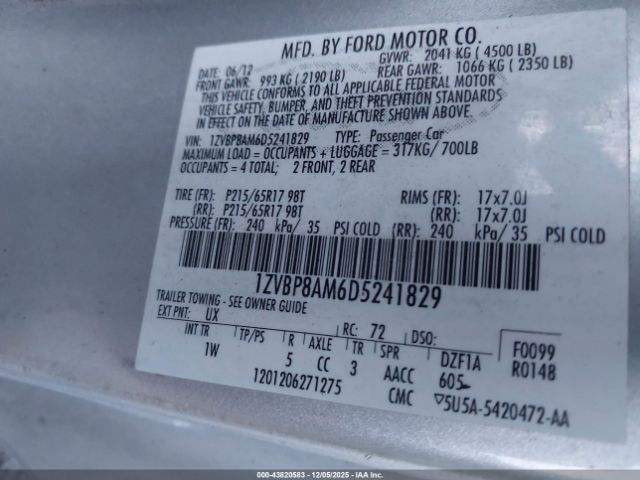 MFD. BY FORD MOTOR CO.
DATE: 06/12 GVWR: 2041 KG ( 4500 LB)
FRONT GAWR: 993 KG ( 2190 LB) REAR GAWR: 1066 KG ( 2350 LB)
THIS VEHICLE CONFORMS TO ALL APPLICABLE FEDERAL MOTOR
VEHICLE SAFETY, BUMPER, AND THEFT PREVENTION STANDARDS
IN EFFECT ON THE DATE OF MANUFACTURE SHOWN ABOVE.
VIN: 1ZVBP8AM6D5241829 TYPE: Passenger Car
MAXIMUM LOAD = OCCUPANTS + LUGGAGE = 317KG/ 700LB
OCCUPANTS = 4 TOTAL; 2 FRONT, 2 REAR
TIRE (FR): P215/65R17 98T RIMS (FR): 17x7.0J
(RR): P215/65R17 98T (RR): 17x7.0J
PRESSURE (FR): 240 kPa/ 35 PSI COLD (RR): 240 kPa/ 35 PSI COLD
1ZVBP8AM6D5241829
TRAILER TOWING - SEE OWNER GUIDE
EXT PNT: UX RC: 72 DSO: F0099
INT TR TP/PS R AXLE TR SPR DZF1A R0148
1W 5 CC 3 AACC 605
1201206271275 CMC ▽5U5A-5420472-AA
000-43820583 | 12/05/2025 | IAA Inc.